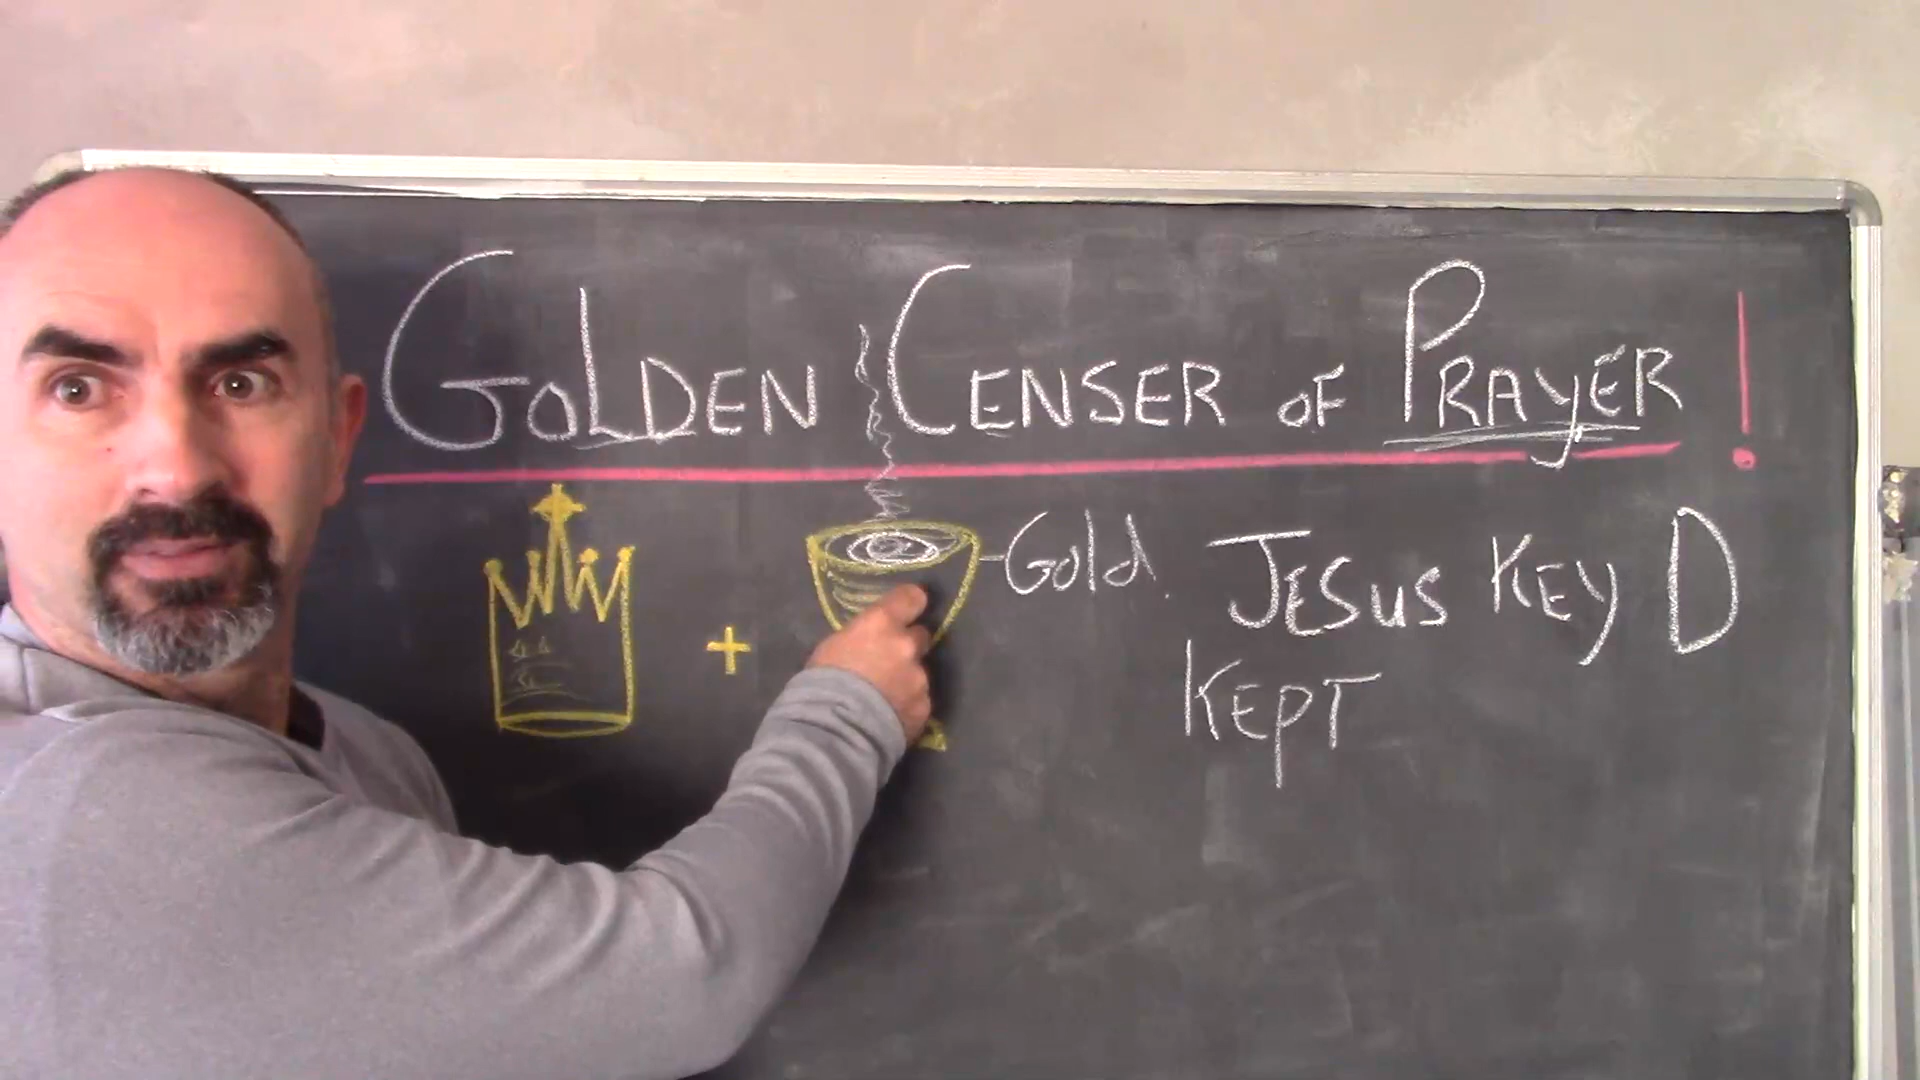 GOLDEN CENSER OF PRAYER!
+
Gold.
JESUS KEY D
KEPT